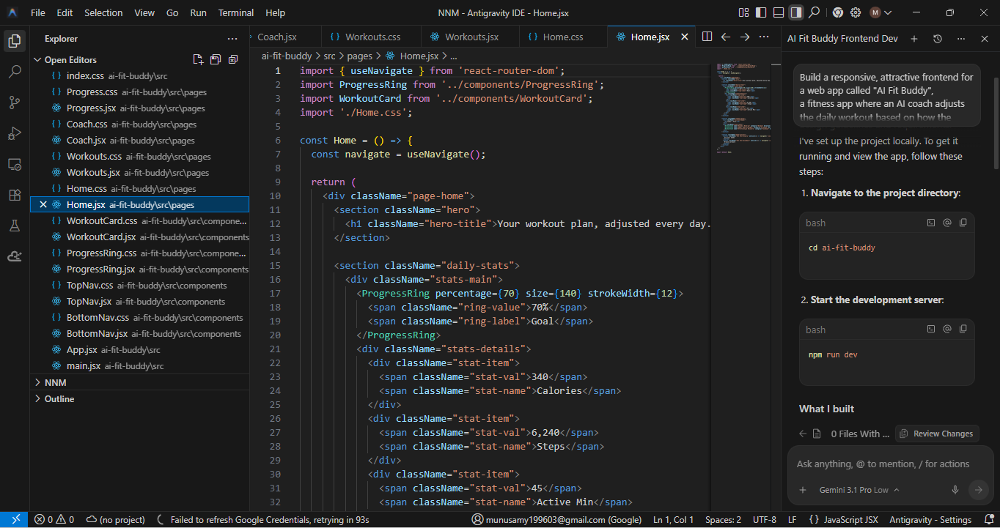 File Edit Selection View Go Run Terminal Help
NNM - Antigravity IDE - Home.jsx
M
Explorer
Open Editors
index.css ai-fit-buddy\src
Progress.css ai-fit-buddy\src\pages
Progress.jsx ai-fit-buddy\src\pages
Coach.css ai-fit-buddy\src\pages
Coach.jsx ai-fit-buddy\src\pages
Workouts.css ai-fit-buddy\src\pages
Workouts.jsx ai-fit-buddy\src\pages
Home.css ai-fit-buddy\src\pages
Home.jsx ai-fit-buddy\src\pages
WorkoutCard.css ai-fit-buddy\src\compone...
WorkoutCard.jsx ai-fit-buddy\src\components
ProgressRing.css ai-fit-buddy\src\compone...
ProgressRing.jsx ai-fit-buddy\src\components
TopNav.css ai-fit-buddy\src\components
TopNav.jsx ai-fit-buddy\src\components
BottomNav.css ai-fit-buddy\src\components
BottomNav.jsx ai-fit-buddy\src\components
App.jsx ai-fit-buddy\src
main.jsx ai-fit-buddy\src
NNM
Outline
Coach.jsx Workouts.css Workouts.jsx Home.css Home.jsx
ai-fit-buddy > src > pages > Home.jsx > ...
1 import { useNavigate } from 'react-router-dom';
2 import ProgressRing from '../components/ProgressRing';
3 import WorkoutCard from '../components/WorkoutCard';
4 import './Home.css';
5
6 const Home = () => {
7 const navigate = useNavigate();
8
9 return (
10 <div className="page-home">
11 <section className="hero">
12 <h1 className="hero-title">Your workout plan, adjusted every day.
13 </section>
14
15 <section className="daily-stats">
16 <div className="stats-main">
17 <ProgressRing percentage={70} size={140} strokeWidth={12}>
18 <span className="ring-value">70%</span>
19 <span className="ring-label">Goal</span>
20 </ProgressRing>
21 <div className="stats-details">
22 <div className="stat-item">
23 <span className="stat-val">340</span>
24 <span className="stat-name">Calories</span>
25 </div>
26 <div className="stat-item">
27 <span className="stat-val">6,240</span>
28 <span className="stat-name">Steps</span>
29 </div>
30 <div className="stat-item">
31 <span className="stat-val">45</span>
32 <span className="stat-name">Active Min</span>
AI Fit Buddy Frontend Dev
Build a responsive, attractive frontend for
a web app called "AI Fit Buddy",
a fitness app where an AI coach adjusts
the daily workout based on how the
I've set up the project locally. To get it
running and view the app, follow these
steps:
1. Navigate to the project directory:
bash
cd ai-fit-buddy
2. Start the development server:
bash
npm run dev
What I built
0 Files With ... Review Changes
Ask anything, @ to mention, / for actions
Gemini 3.1 Pro Low
0 0 (no project) Failed to refresh Google Credentials, retrying in 93s
munusamy199603@gmail.com (Google) Ln 1, Col 1 Spaces: 2 UTF-8 LF {} JavaScript JSX Antigravity - Settings